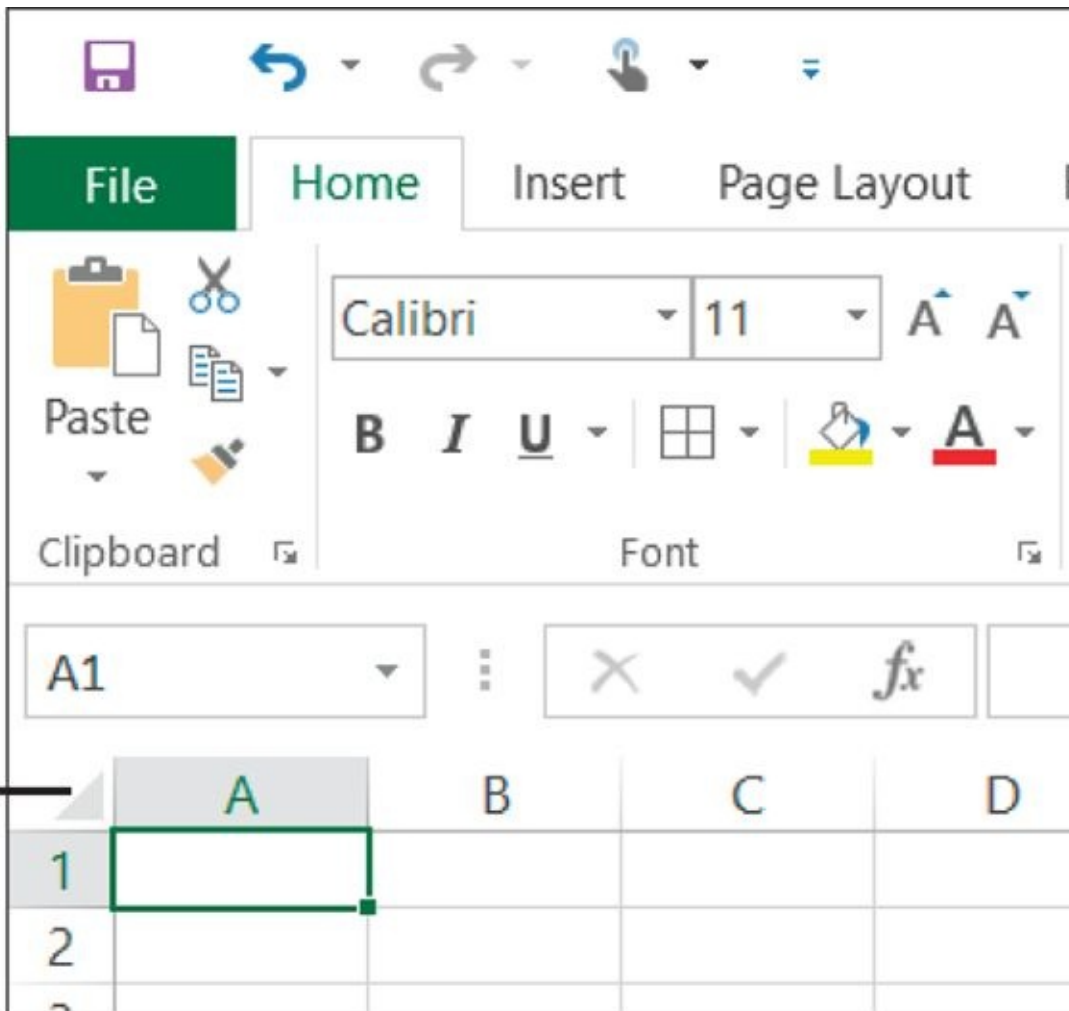 File Home Insert Page Layout
Calibri 11 A A
Paste B I U A
Clipboard Font
A1 fx
A B C D
1
2